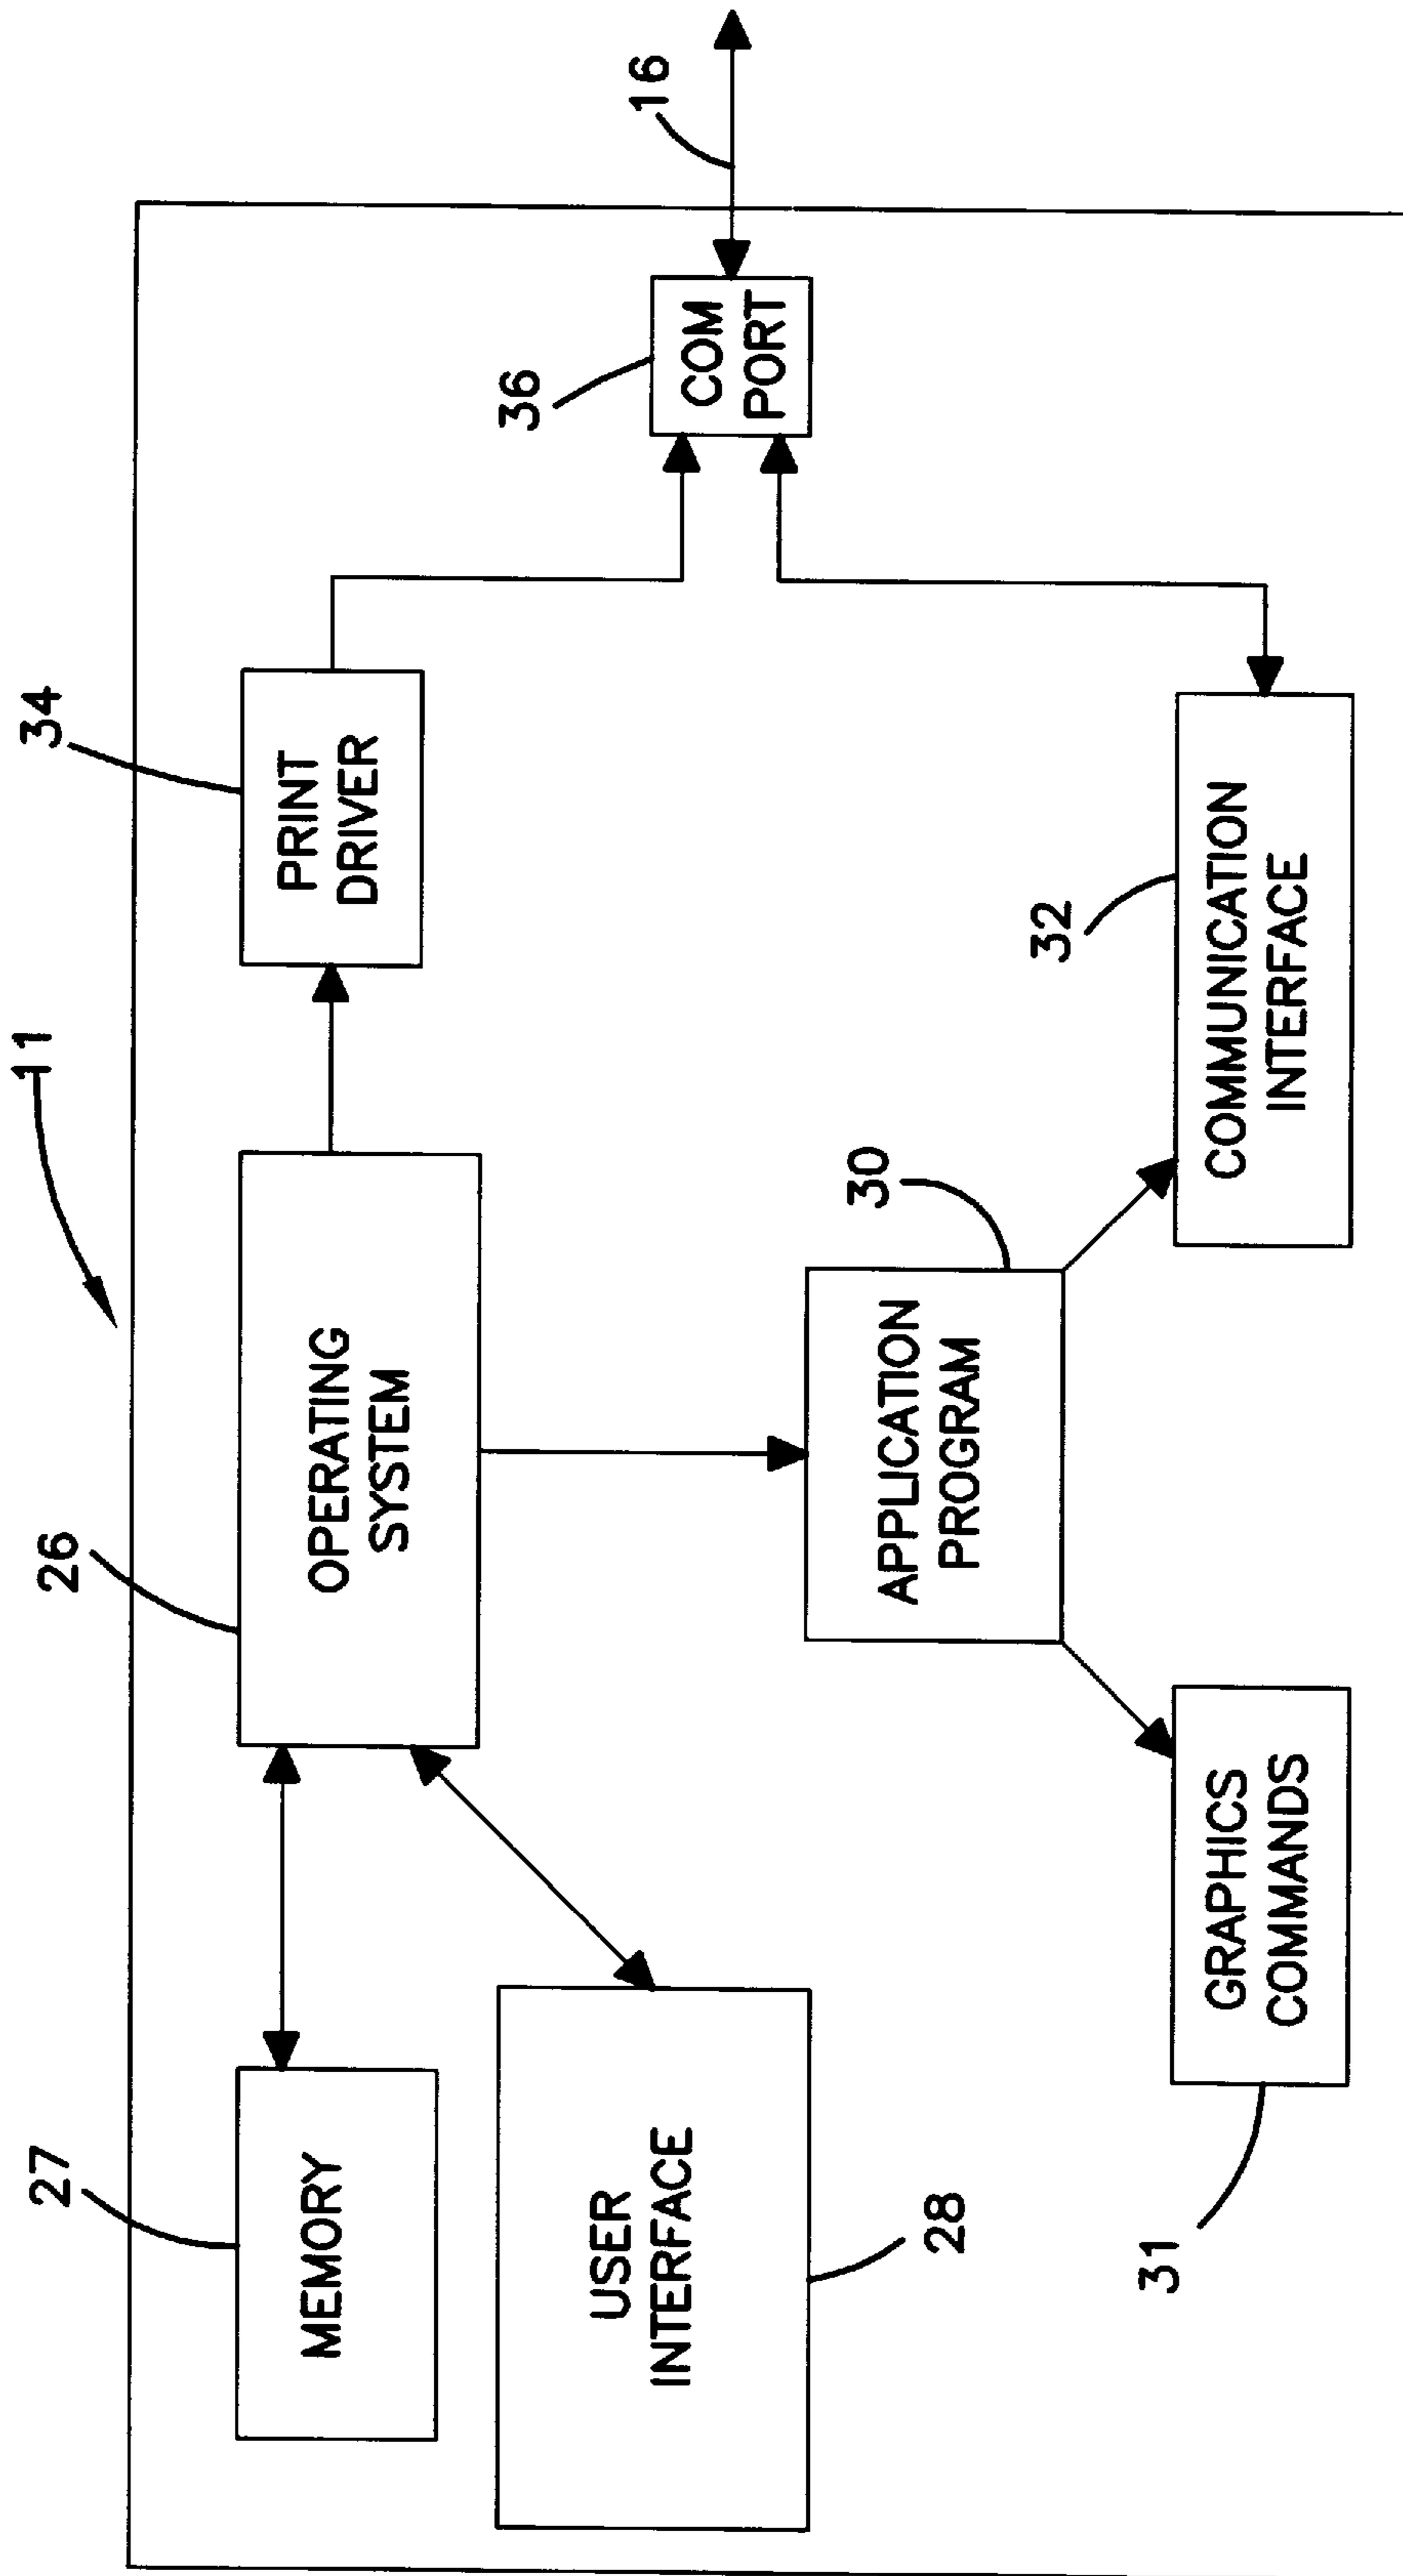 11
27
26
34
16
MEMORY
OPERATING
SYSTEM
PRINT
DRIVER
36
COM
PORT
USER
INTERFACE
28
30
APPLICATION
PROGRAM
32
31
GRAPHICS
COMMANDS
COMMUNICATION
INTERFACE